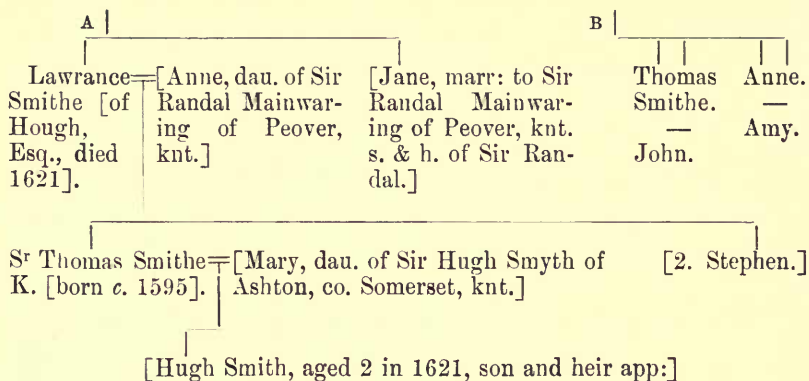 A B
Lawrance=[Anne, dau. of Sir [Jane, marr: to Sir Thomas Anne.
Smithe [of Randal Mainwar- Randal Mainwar- Smithe. —
Hough, ing of Peover, ing of Peover, knt. — Amy.
Esq., died knt.] s. & h. of Sir Ran- John.
1621]. dal.]
Sr Thomas Smithe=[Mary, dau. of Sir Hugh Smyth of [2. Stephen.]
K. [born c. 1595]. Ashton, co. Somerset, knt.]
[Hugh Smith, aged 2 in 1621, son and heir app:]